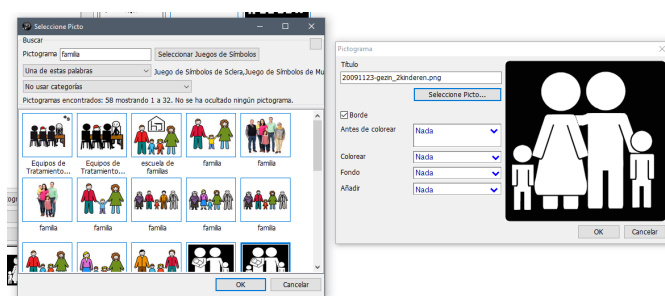 Seleccione Picto
Buscar
Pictograma familia Seleccionar Juegos de Símbolos
Una de estas palabras Juego de Símbolos de Sclera,Juego de Símbolos de Mu
No usar categorías
Pictogramas encontrados: 58 mostrando 1 a 32. No se ha ocultado ningún pictograma.
Equipos de Tratamiento... Equipos de Tratamiento... escuela de familias familia familia
familia familia familia familia familia
OK Cancelar
Pictograma
Título
20091123-gezn_2kinderen.png
Seleccione Picto...
Borde
Antes de colorear Nada
Colorear Nada
Fondo Nada
Añadir Nada
OK Cancelar